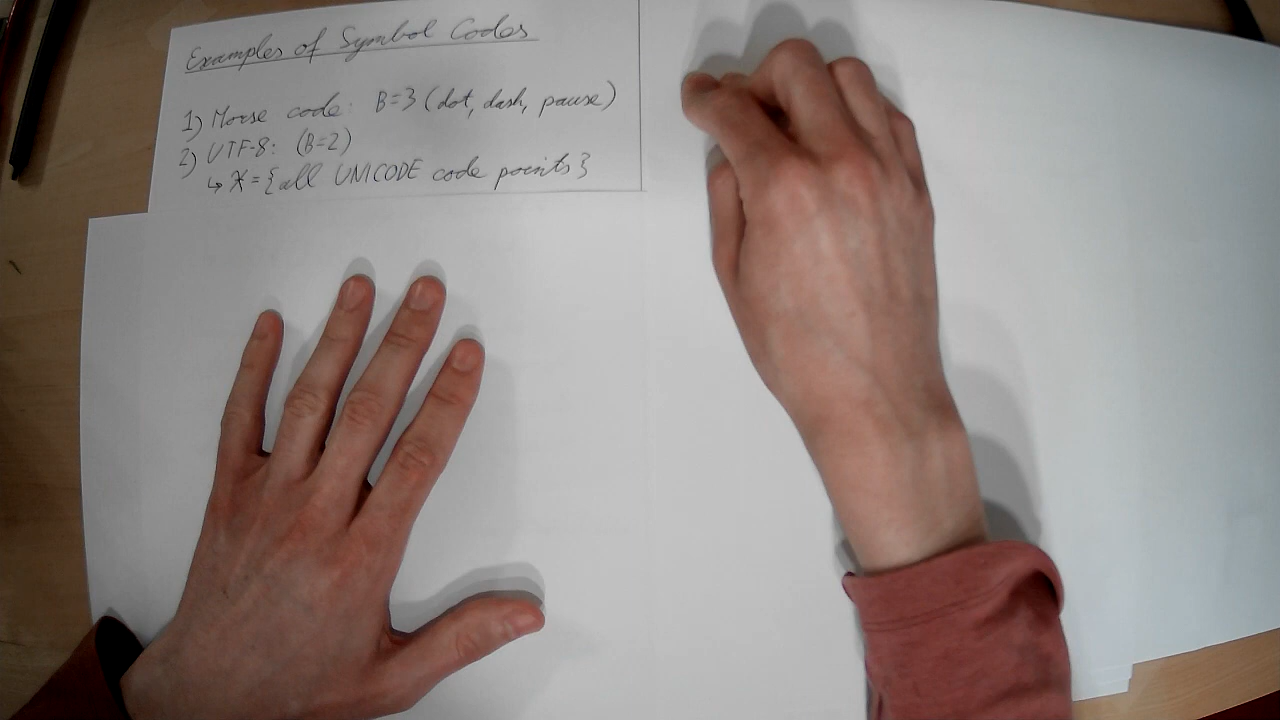 Examples of Symbol Codes
1) Morse code: B=3 (dot, dash, pause)
2) UTF-8: (B=2)
↳ 𝔛={all UNICODE code points}